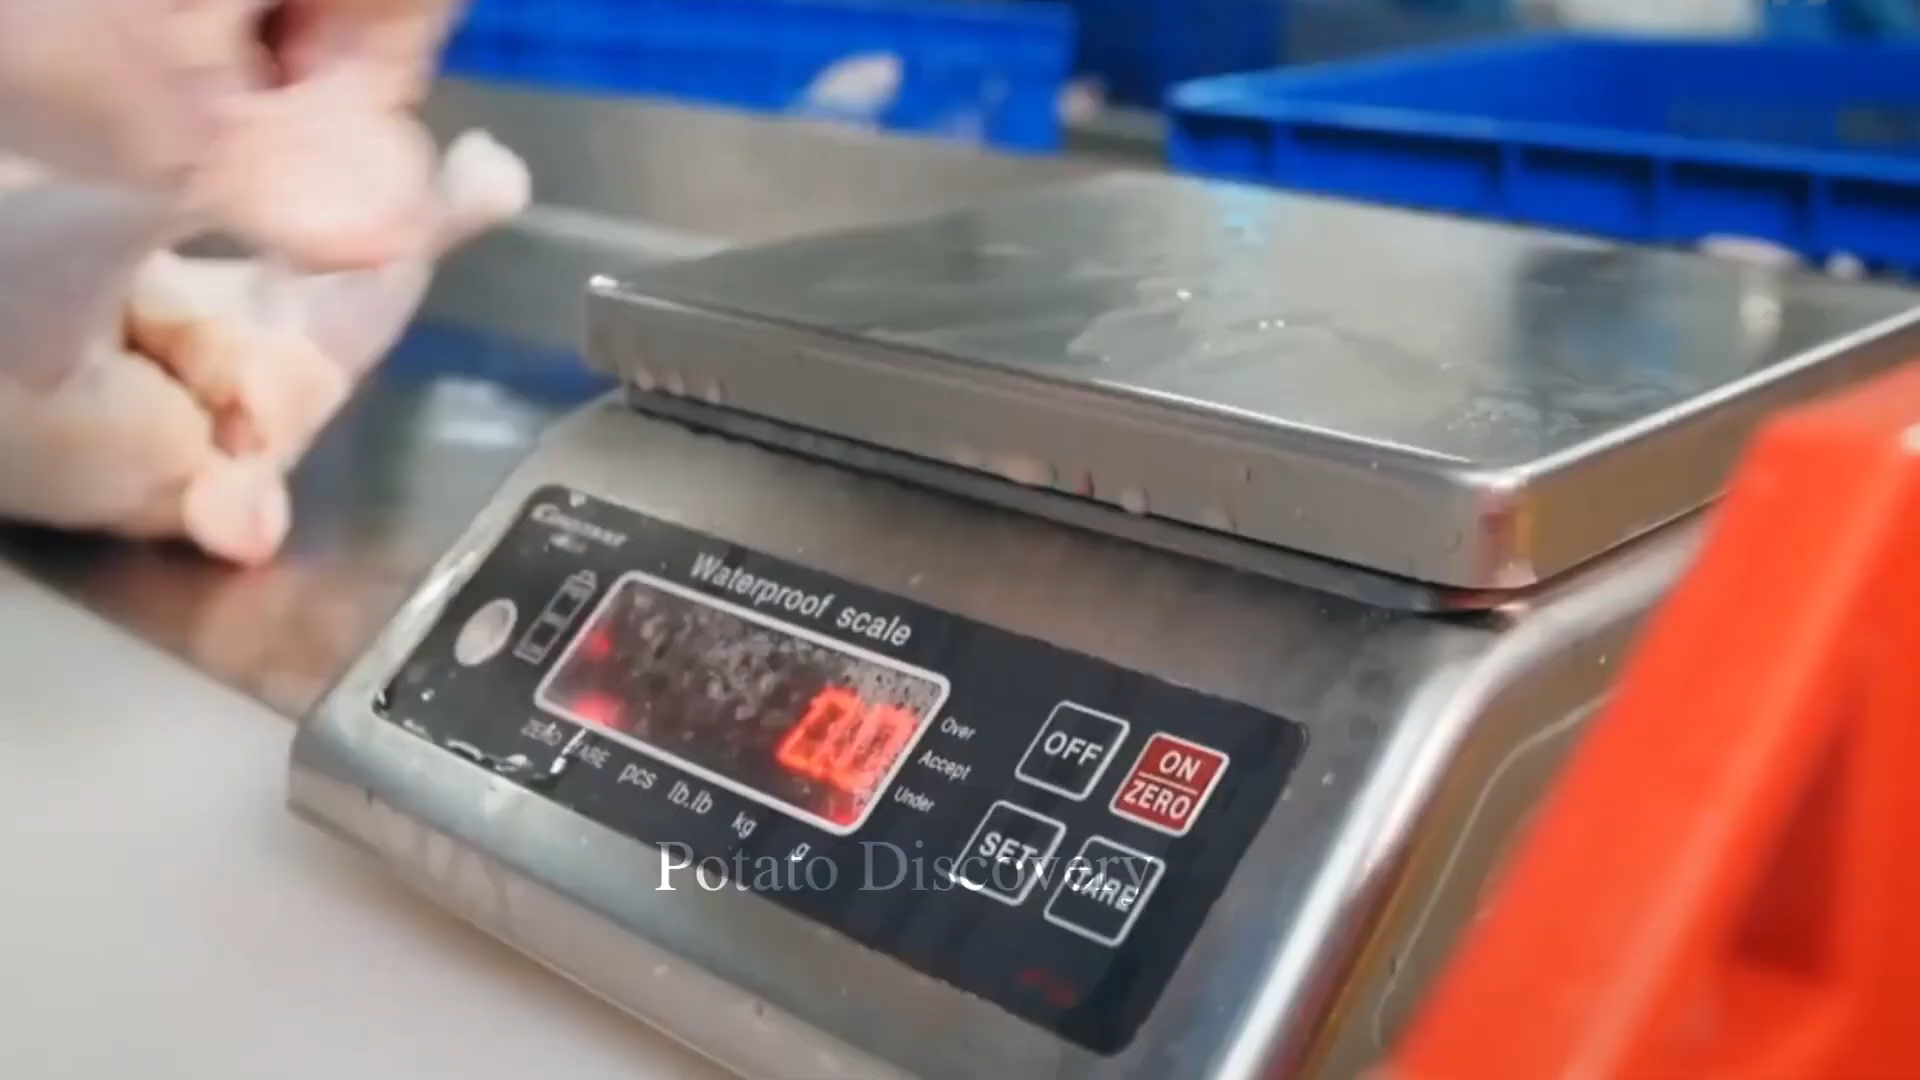 Waterproof scale
0.0
Over
Accept
Under
ZERO TARE pcs lb.lb kg g
OFF
ON
ZERO
SET
TARE
Potato Discovery